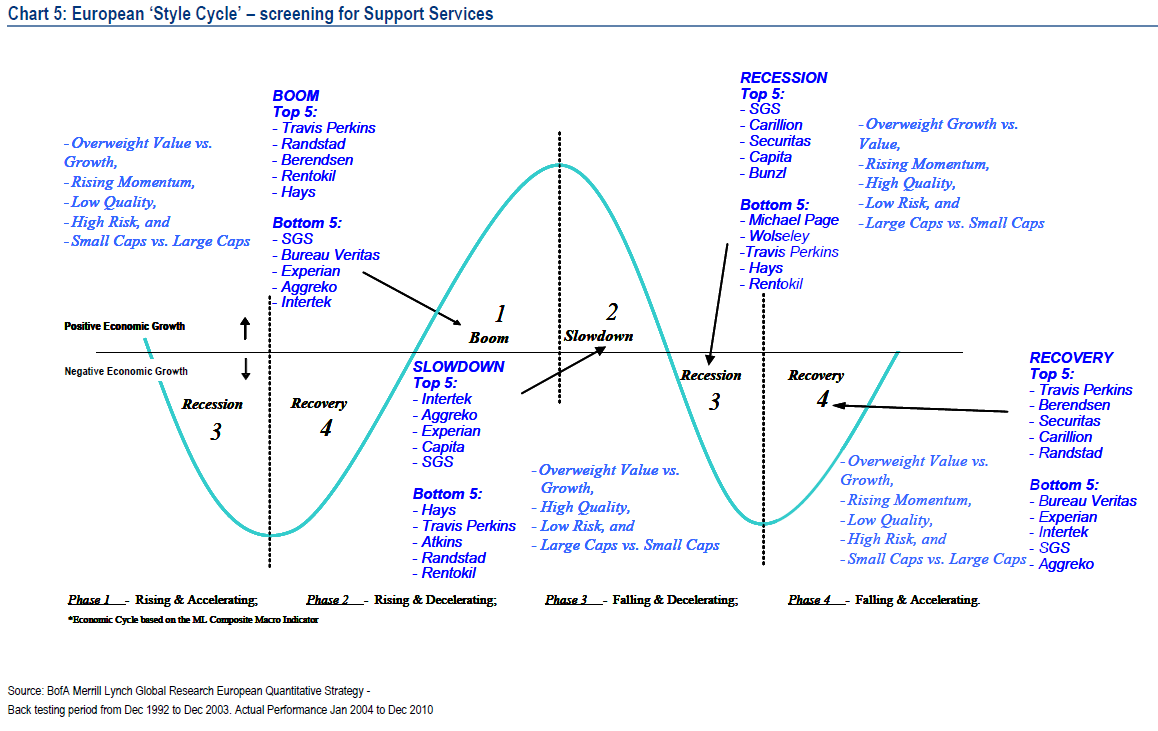 Chart 5: European ‘Style Cycle’ – screening for Support Services
BOOM
Top 5:
- Travis Perkins
- Randstad
- Berendsen
- Rentokil
- Hays
Bottom 5:
- SGS
- Bureau Veritas
- Experian
- Aggreko
- Intertek
- Overweight Value vs.
Growth,
- Rising Momentum,
- Low Quality,
- High Risk, and
- Small Caps vs. Large Caps
RECESSION
Top 5:
- SGS
- Carillion
- Securitas
- Capita
- Bunzl
Bottom 5:
- Michael Page
- Wolseley
-Travis Perkins
- Hays
- Rentokil
- Overweight Growth vs.
Value,
- Rising Momentum,
- High Quality,
- Low Risk, and
- Large Caps vs. Small Caps
Positive Economic Growth
Negative Economic Growth
1
Boom
2
Slowdown
Recession
3
Recovery
4
Recession
3
Recovery
4
SLOWDOWN
Top 5:
- Intertek
- Aggreko
- Experian
- Capita
- SGS
Bottom 5:
- Hays
- Travis Perkins
- Atkins
- Randstad
- Rentokil
- Overweight Value vs.
Growth,
- High Quality,
- Low Risk, and
- Large Caps vs. Small Caps
RECOVERY
Top 5:
- Travis Perkins
- Berendsen
- Securitas
- Carillion
- Randstad
Bottom 5:
- Bureau Veritas
- Experian
- Intertek
- SGS
- Aggreko
- Overweight Value vs.
Growth,
- Rising Momentum,
- Low Quality,
- High Risk, and
- Small Caps vs. Large Caps
Phase 1 - Rising & Accelerating; Phase 2 - Rising & Decelerating; Phase 3 - Falling & Decelerating; Phase 4 - Falling & Accelerating.
*Economic Cycle based on the ML Composite Macro Indicator
Source: BofA Merrill Lynch Global Research European Quantitative Strategy -
Back testing period from Dec 1992 to Dec 2003. Actual Performance Jan 2004 to Dec 2010